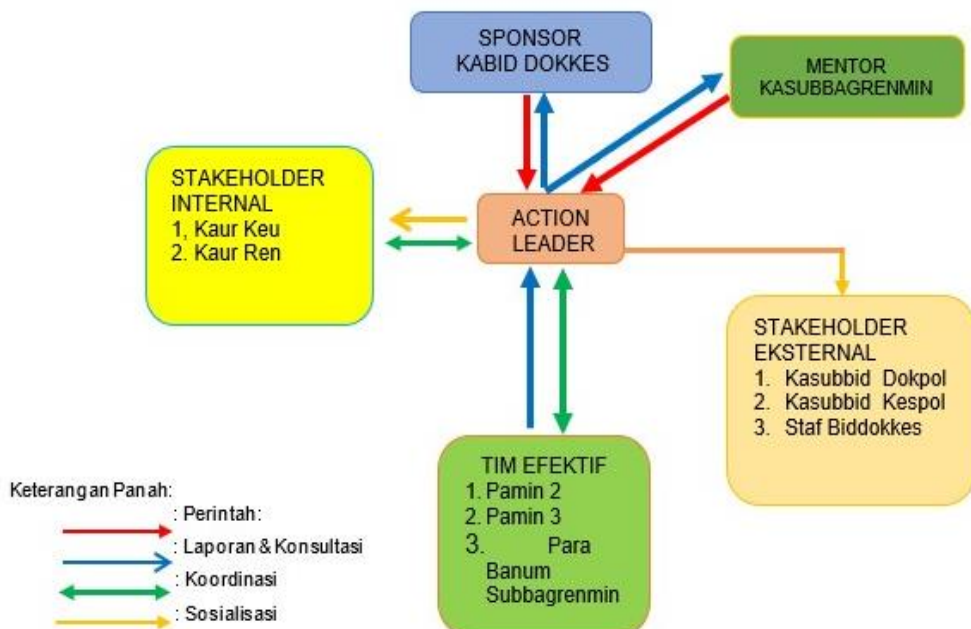 SPONSOR
KABID DOKKES
MENTOR
KASUBBAGRENMIN
STAKEHOLDER
INTERNAL
1, Kaur Keu
2. Kaur Ren
ACTION
LEADER
STAKEHOLDER
EKSTERNAL
1. Kasubbid Dokpol
2. Kasubbid Kespol
3. Staf Biddokkes
TIM EFEKTIF
1. Pamin 2
2. Pamin 3
3. Para
Banum
Subbagrenmin
Keterangan Panah:
: Perintah:
: Laporan & Konsultasi
: Koordinasi
: Sosialisasi